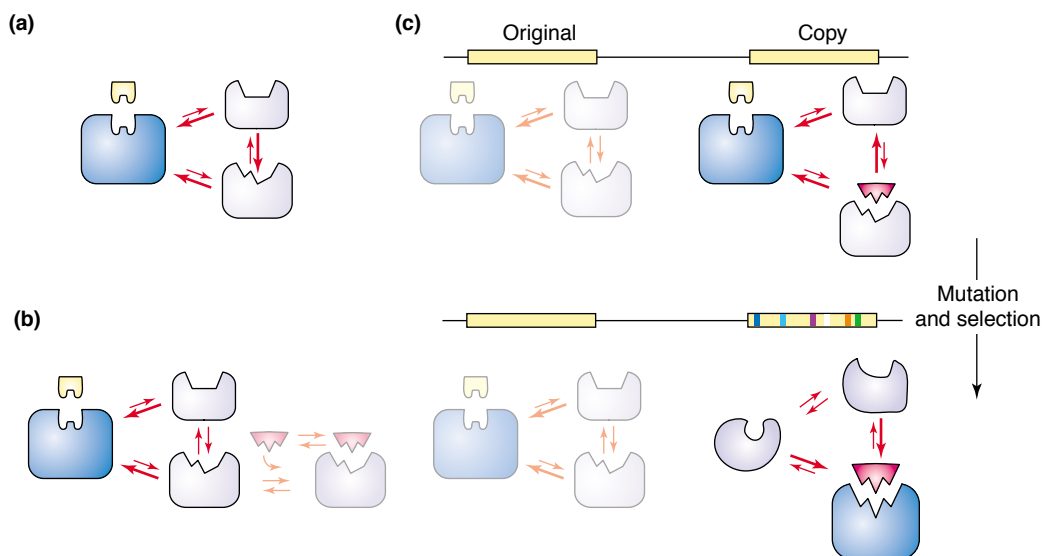 (a)
(c)
Original
Copy
Mutation
and selection
(b)